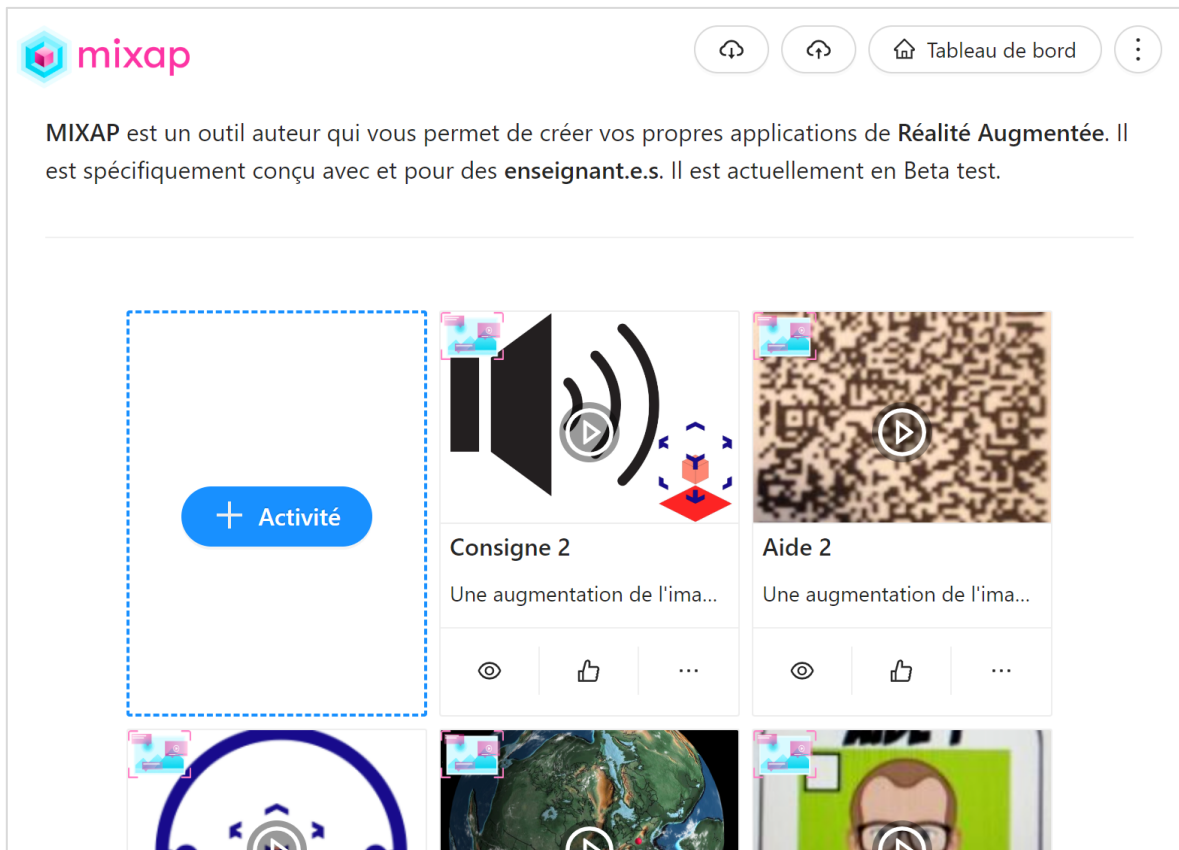 mixap
Tableau de bord
MIXAP est un outil auteur qui vous permet de créer vos propres applications de Réalité Augmentée. Il
est spécifiquement conçu avec et pour des enseignant.e.s. Il est actuellement en Beta test.
Activité
Consigne 2
Une augmentation de l'ima...
Aide 2
Une augmentation de l'ima...